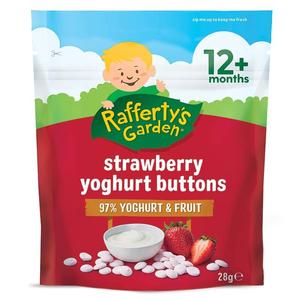 zip me up to keep me fresh
12+
months
Rafferty's
Garden
strawberry
yoghurt buttons
97% YOGHURT & FRUIT
28g e